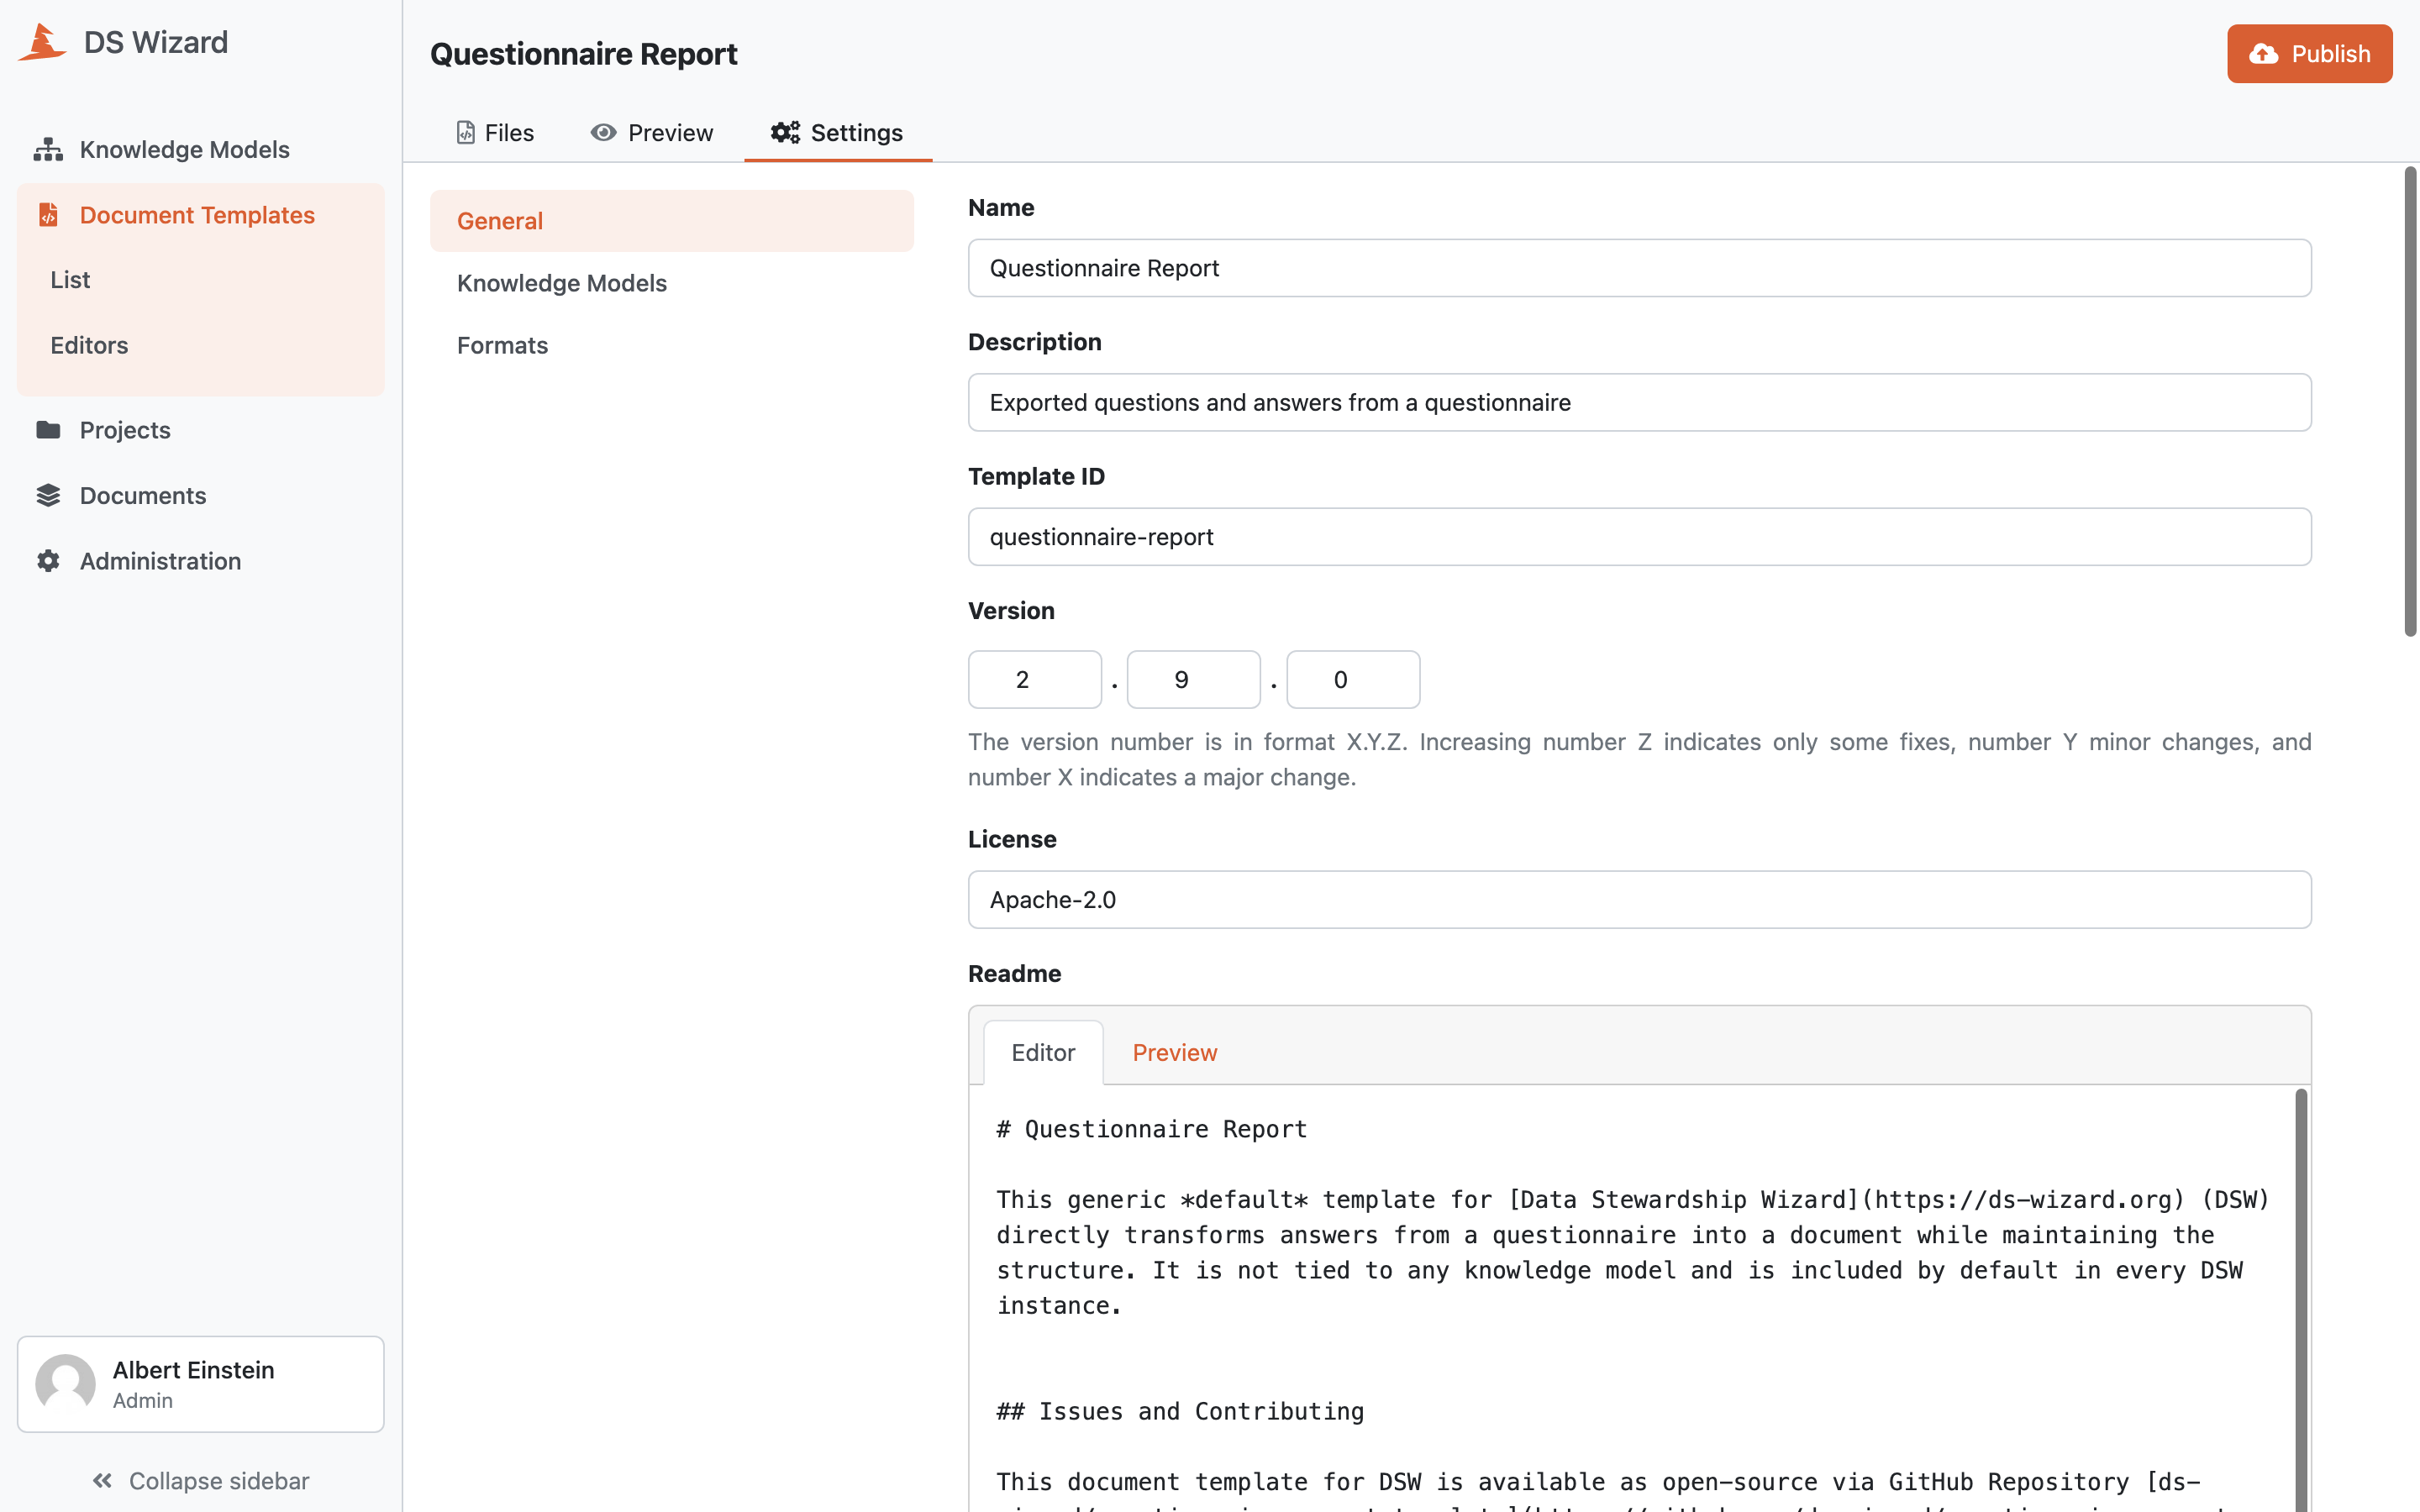 DS Wizard
Knowledge Models
Document Templates
List
Editors
Projects
Documents
Administration
Albert Einstein
Admin
Collapse sidebar
Questionnaire Report
Publish
Files
Preview
Settings
General
Knowledge Models
Formats
Name
Questionnaire Report
Description
Exported questions and answers from a questionnaire
Template ID
questionnaire-report
Version
2 . 9 . 0
The version number is in format X.Y.Z. Increasing number Z indicates only some fixes, number Y minor changes, and
number X indicates a major change.
License
Apache-2.0
Readme
Editor
Preview
# Questionnaire Report
This generic *default* template for [Data Stewardship Wizard](https://ds-wizard.org) (DSW)
directly transforms answers from a questionnaire into a document while maintaining the
structure. It is not tied to any knowledge model and is included by default in every DSW
instance.
## Issues and Contributing
This document template for DSW is available as open-source via GitHub Repository [ds-